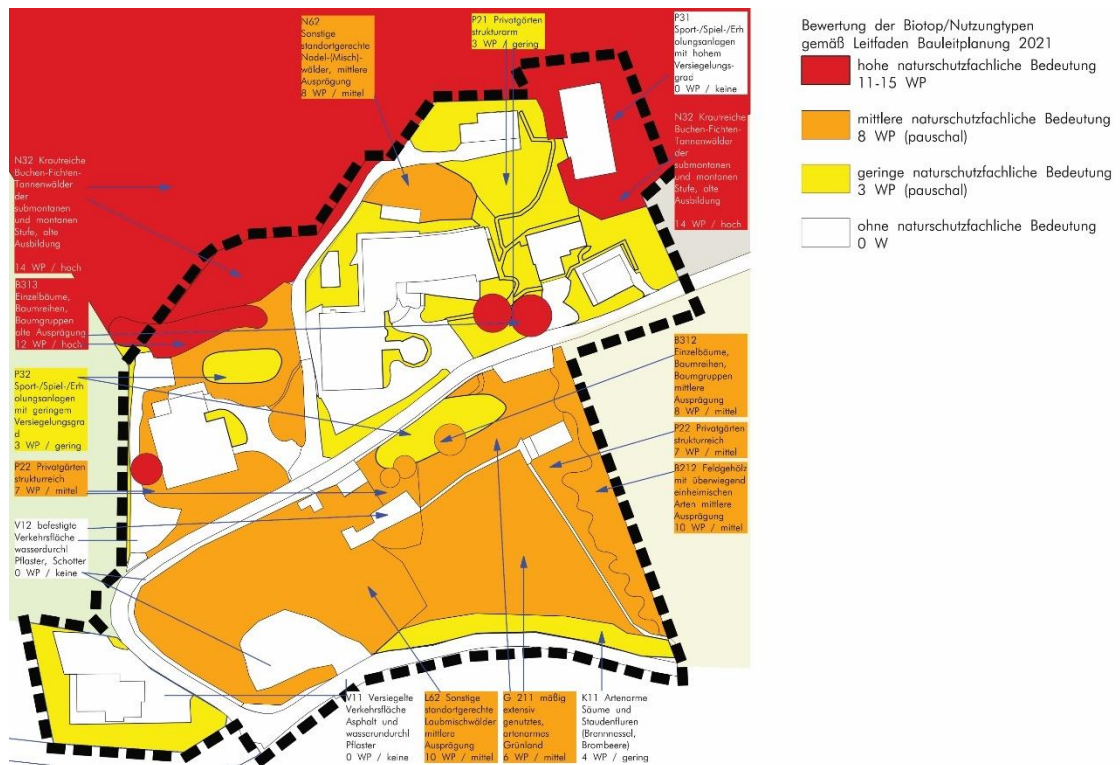 N62
Sonstige
standortgerechte
Nadel-(Misch)-
wälder, mittlere
Ausprägung
8 WP / mittel
P21 Privatgärten
strukturarm
3 WP / gering
P31
Sport-/Spiel-/Erh
olungsanlagen
mit hohem
Versiegelungs-
grad
0 WP / keine
N32 Krautreiche
Buchen-Fichten-
Tannenwälder
der
submontanen
und montanen
Stufe, alte
Ausbildung
14 WP / hoch
Bewertung der Biotop/Nutzungtypen
gemäß Leitfaden Bauleitplanung 2021
hohe naturschutzfachliche Bedeutung
11-15 WP
mittlere naturschutzfachliche Bedeutung
8 WP (pauschal)
geringe naturschutzfachliche Bedeutung
3 WP (pauschal)
ohne naturschutzfachliche Bedeutung
0 W
N32 Krautreiche
Buchen-Fichten-
Tannenwälder
der
submontanen
und montanen
Stufe, alte
Ausbildung
14 WP / hoch
B313
Einzelbäume,
Baumreihen,
Baumgruppen
alte Ausprägung
12 WP / hoch
P32
Sport-/Spiel-/Erh
olungsanlagen
mit geringem
Versiegelungsgra
d
3 WP / gering
P22 Privatgärten
strukturreich
7 WP / mittel
V12 befestigte
Verkehrsfläche
wasserdurchl
Pflaster, Schotter
0 WP / keine
B312
Einzelbäume,
Baumreihen,
Baumgruppen
mittlere
Ausprägung
8 WP / mittel
P22 Privatgärten
strukturreich
7 WP / mittel
B212 Feldgehölz
mit überwiegend
einheimischen
Arten mittlere
Ausprägung
10 WP / mittel
V11 Versiegelte
Verkehrsfläche
Asphalt und
wasserundurchl
Pflaster
0 WP / keine
L62 Sonstige
standortgerechte
Laubmischwälder
mittlere
Ausprägung
10 WP / mittel
G 211 mäßig
extensiv
genutztes,
artenarmes
Grünland
6 WP / mittel
K11 Artenarme
Säume und
Staudenfluren
(Brennnessel,
Brombeere)
4 WP / gering